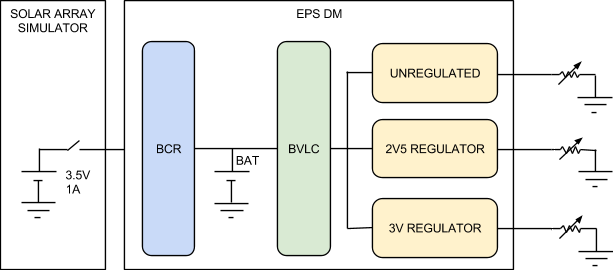 SOLAR ARRAY
SIMULATOR
EPS DM
UNREGULATED
BCR
BAT
BVLC
2V5 REGULATOR
3.5V
1A
3V REGULATOR